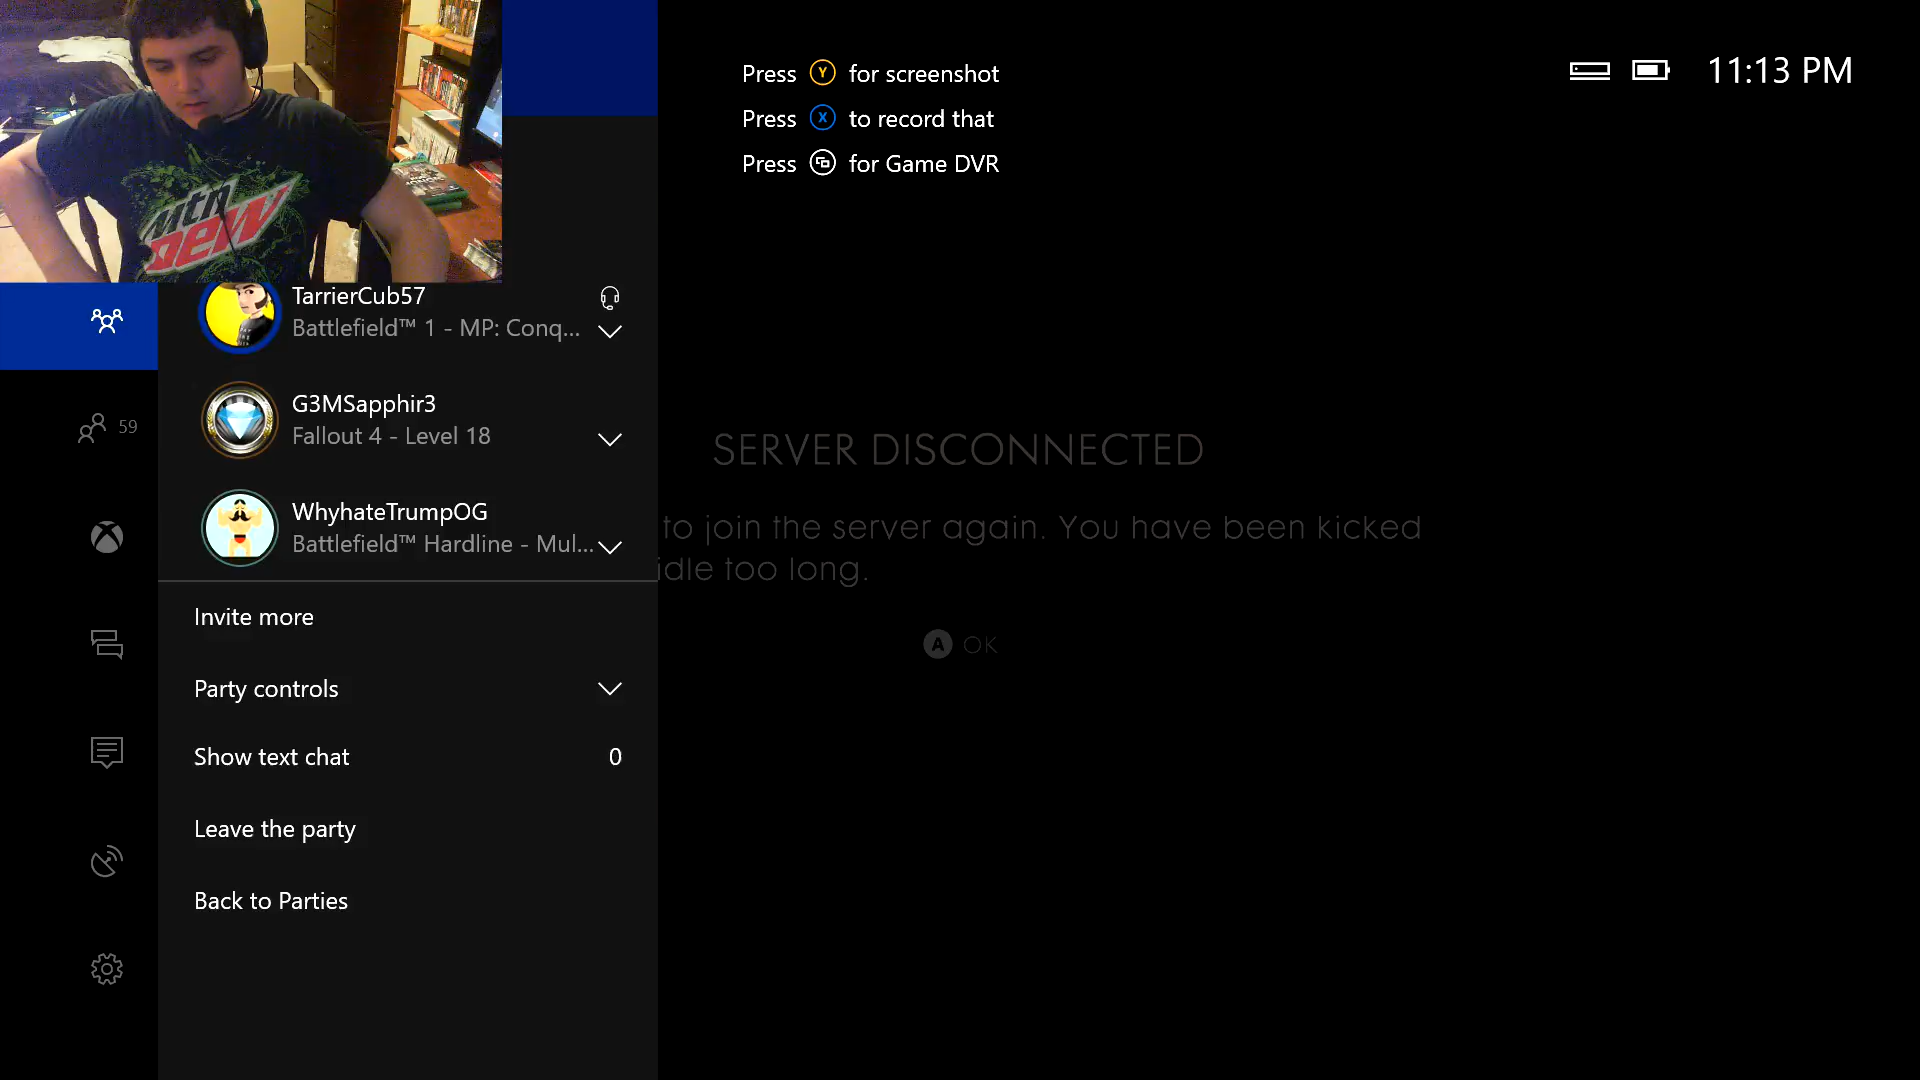 mtn
DEW
Press Y for screenshot
Press X to record that
Press for Game DVR
11:13 PM
TarrierCub57
Battlefield™ 1 - MP: Conq...
59
G3MSapphir3
Fallout 4 - Level 18
WhyhateTrumpOG
Battlefield™ Hardline - Mul...
SERVER DISCONNECTED
to join the server again. You have been kicked
idle too long.
A OK
Invite more
Party controls
Show text chat 0
Leave the party
Back to Parties